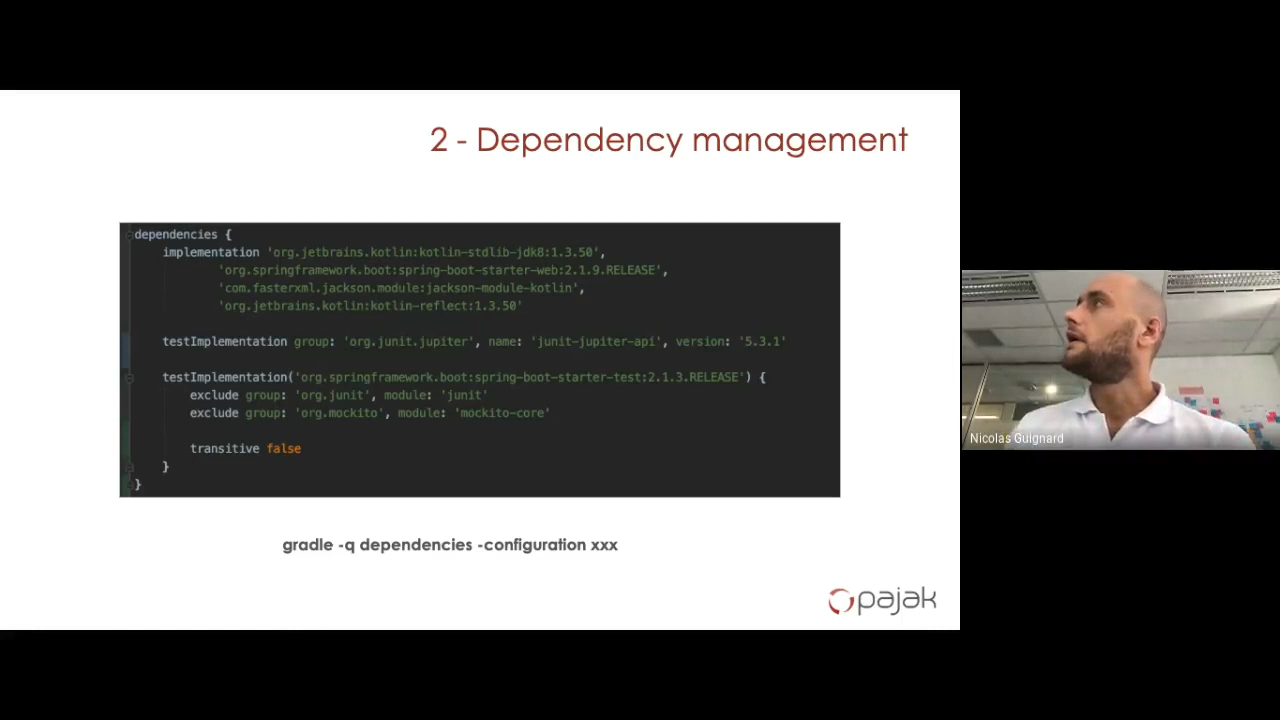 2 - Dependency management
dependencies {
implementation 'org.jetbrains.kotlin:kotlin-stdlib-jdk8:1.3.50',
'org.springframework.boot:spring-boot-starter-web:2.1.9.RELEASE',
'com.fasterxml.jackson.module:jackson-module-kotlin',
'org.jetbrains.kotlin:kotlin-reflect:1.3.50'
testImplementation group: 'org.junit.jupiter', name: 'junit-jupiter-api', version: '5.3.1'
testImplementation('org.springframework.boot:spring-boot-starter-test:2.1.3.RELEASE') {
exclude group: 'org.junit', module: 'junit'
exclude group: 'org.mockito', module: 'mockito-core'
transitive false
}
}
gradle -q dependencies -configuration xxx
pajak
Nicolas Guignard